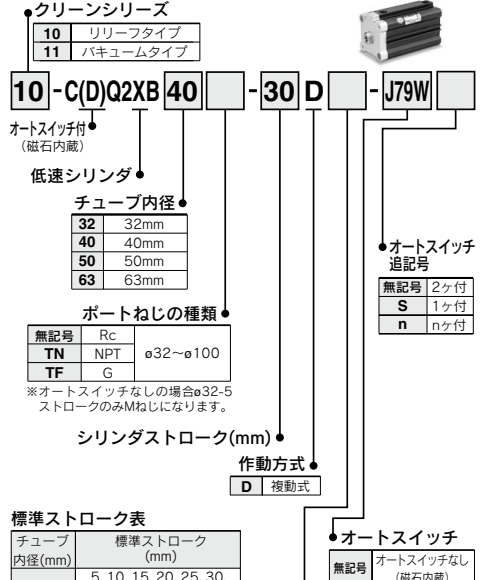 クリーンシリーズ
10 リリーフタイプ
11 バキュームタイプ
10 - C(D)Q2XB 40 - 30 D - J79W
オートスイッチ付
（磁石内蔵）
低速シリンダ
チューブ内径
32 32mm
40 40mm
50 50mm
63 63mm
オートスイッチ
追記号
無記号 2ヶ付
S 1ヶ付
n nヶ付
ポートねじの種類
無記号 Rc ø32～ø100
TN NPT
TF G
※オートスイッチなしの場合ø32-5
ストロークのみMねじになります。
シリンダストローク(mm)
作動方式
D 複動式
標準ストローク表
チューブ内径(mm) 標準ストローク(mm)
5, 10, 15, 20, 25, 30,
オートスイッチ
無記号 オートスイッチなし
（磁石内蔵）